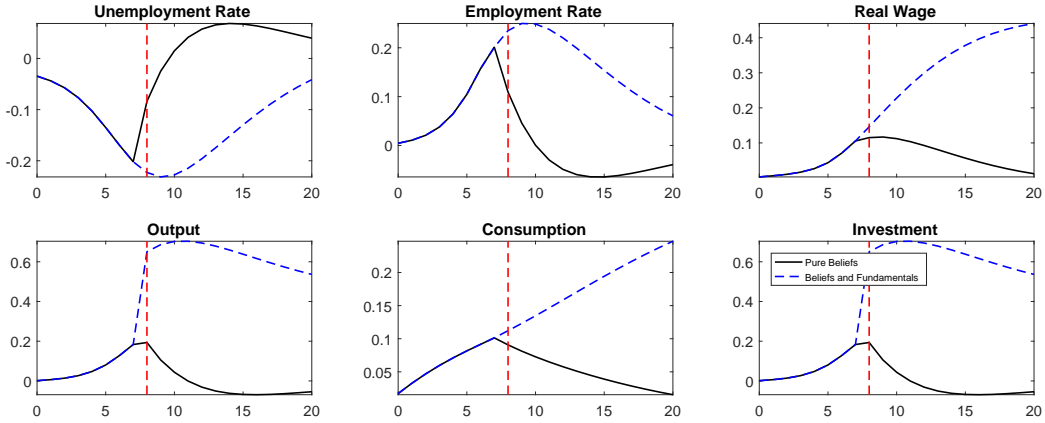 Unemployment Rate
0
-0.1
-0.2
0 5 10 15 20
Employment Rate
0.2
0.1
0
0 5 10 15 20
Real Wage
0.4
0.3
0.2
0.1
0
0 5 10 15 20
Output
0.6
0.4
0.2
0
0 5 10 15 20
Consumption
0.2
0.15
0.1
0.05
0 5 10 15 20
Investment
0.6
0.4
0.2
0
0 5 10 15 20
Pure Beliefs
Beliefs and Fundamentals